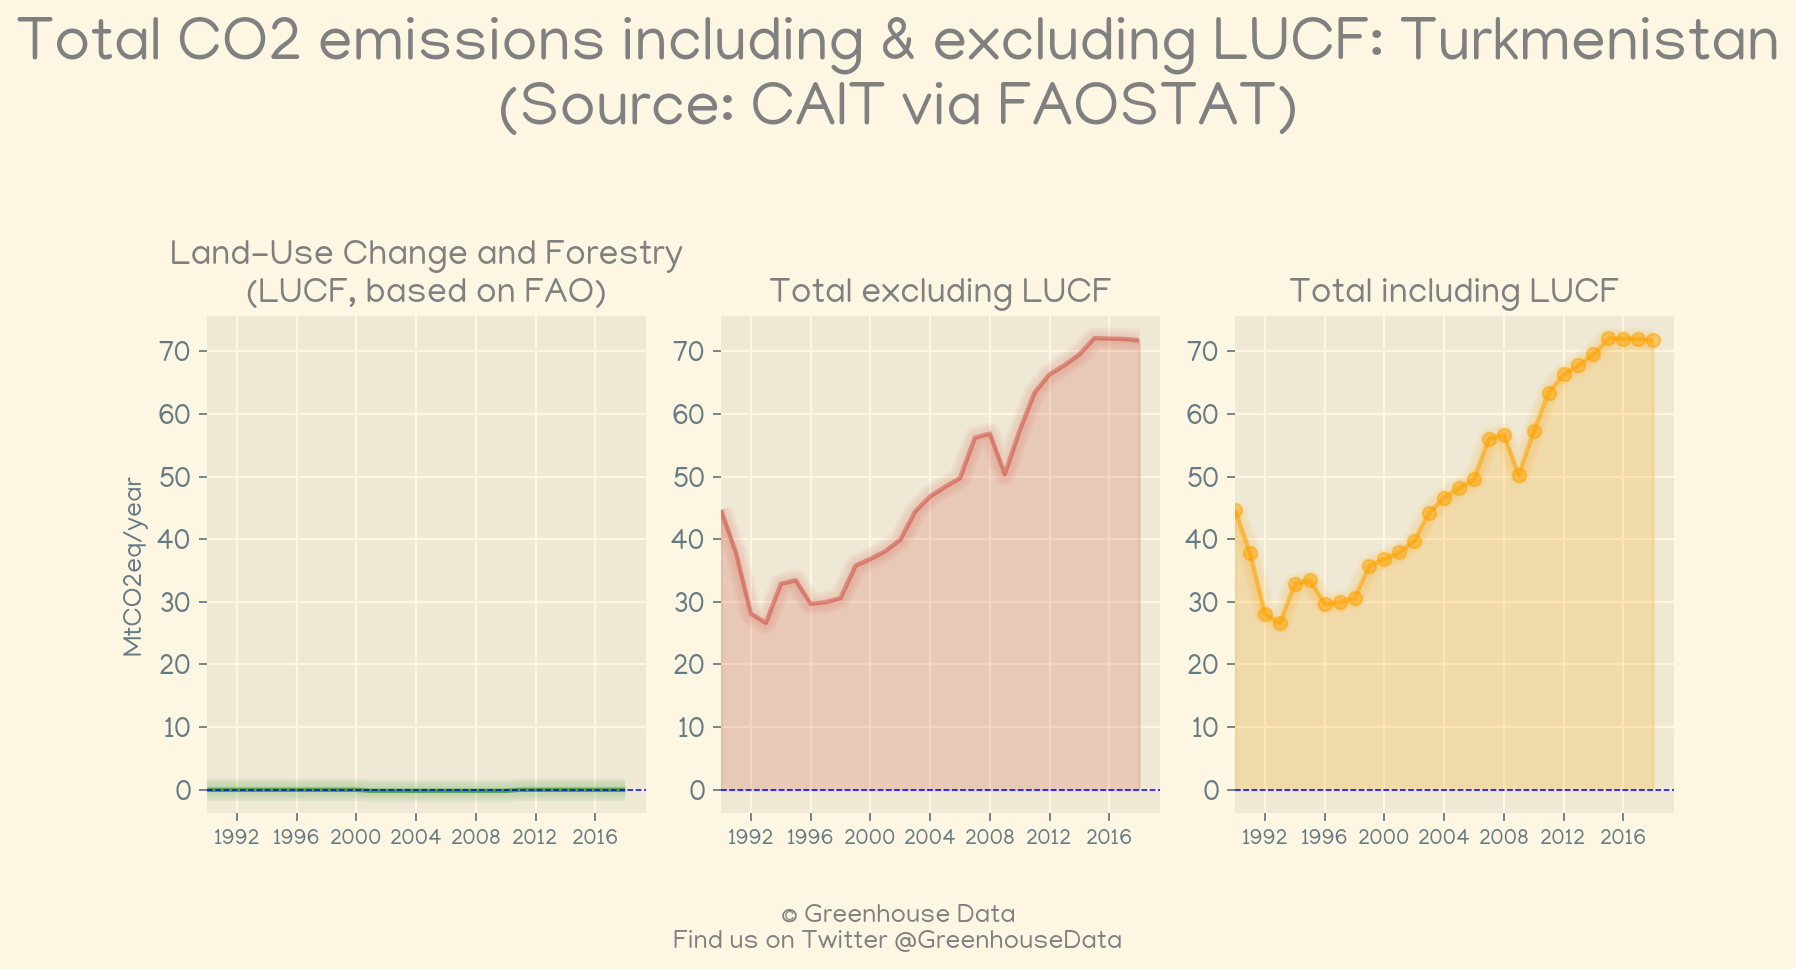 Total CO2 emissions including & excluding LUCF: Turkmenistan
(Source: CAIT via FAOSTAT)
Land-Use Change and Forestry
(LUCF, based on FAO)
Total excluding LUCF
Total including LUCF
MtCO2eq/year
70
60
50
40
30
20
10
0
1992 1996 2000 2004 2008 2012 2016
70
60
50
40
30
20
10
0
1992 1996 2000 2004 2008 2012 2016
70
60
50
40
30
20
10
0
1992 1996 2000 2004 2008 2012 2016
© Greenhouse Data
Find us on Twitter @GreenhouseData